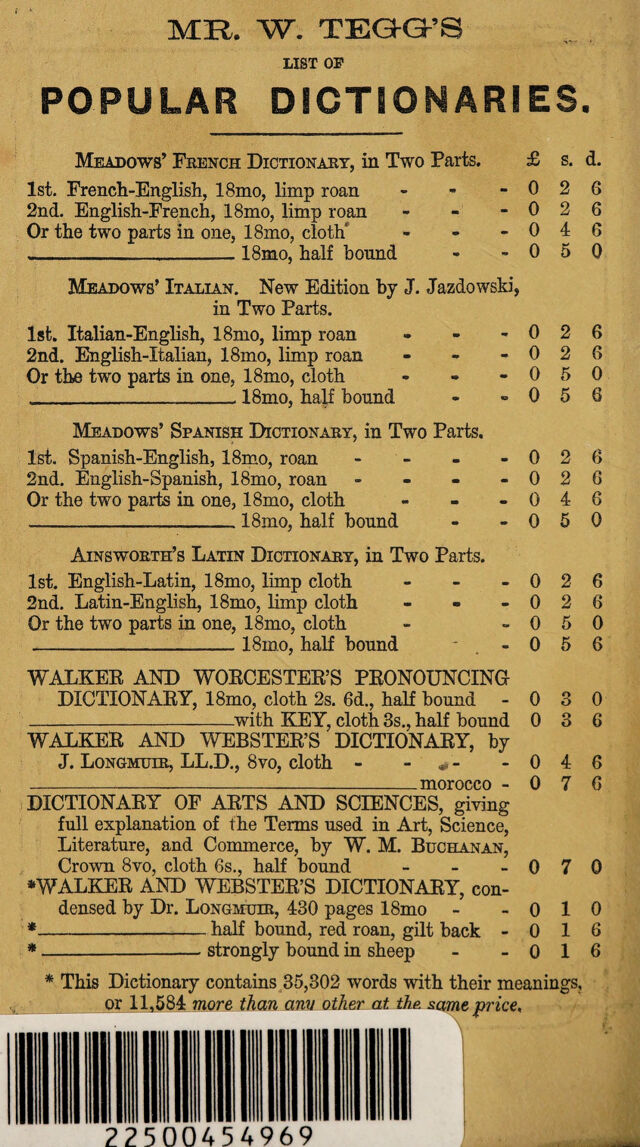 MR. W. TEGG'S
LIST OF
POPULAR DICTIONARIES.
MEADOWS' FRENCH DICTIONARY, in Two Parts. £ s. d.
1st. French-English, 18mo, limp roan - - - 0 2 6
2nd. English-French, 18mo, limp roan - - - 0 2 6
Or the two parts in one, 18mo, cloth - - - 0 4 6
——— 18mo, half bound - - 0 5 0
MEADOWS' ITALIAN. New Edition by J. Jazdowski,
in Two Parts.
1st. Italian-English, 18mo, limp roan - - - 0 2 6
2nd. English-Italian, 18mo, limp roan - - - 0 2 6
Or the two parts in one, 18mo, cloth - - - 0 5 0
——— 18mo, half bound - - 0 5 6
MEADOWS' SPANISH DICTIONARY, in Two Parts.
1st. Spanish-English, 18mo, roan - - - - 0 2 6
2nd. English-Spanish, 18mo, roan - - - - 0 2 6
Or the two parts in one, 18mo, cloth - - - 0 4 6
——— 18mo, half bound - - 0 5 0
AINSWORTH'S LATIN DICTIONARY, in Two Parts.
1st. English-Latin, 18mo, limp cloth - - - 0 2 6
2nd. Latin-English, 18mo, limp cloth - - - 0 2 6
Or the two parts in one, 18mo, cloth - - 0 5 0
——— 18mo, half bound - - 0 5 6
WALKER AND WORCESTER'S PRONOUNCING
DICTIONARY, 18mo, cloth 2s. 6d., half bound - 0 3 0
——— with KEY, cloth 3s., half bound 0 3 6
WALKER AND WEBSTER'S DICTIONARY, by
J. LONGMUIR, LL.D., 8vo, cloth - - - - 0 4 6
——— morocco - 0 7 6
DICTIONARY OF ARTS AND SCIENCES, giving
full explanation of the Terms used in Art, Science,
Literature, and Commerce, by W. M. BUCHANAN,
Crown 8vo, cloth 6s., half bound - - - 0 7 0
*WALKER AND WEBSTER'S DICTIONARY, con-
densed by Dr. LONGMUIR, 430 pages 18mo - - 0 1 0
*——— half bound, red roan, gilt back - 0 1 6
*——— strongly bound in sheep - - 0 1 6
* This Dictionary contains 35,302 words with their meanings,
or 11,584 more than any other at the same price.
22500454969